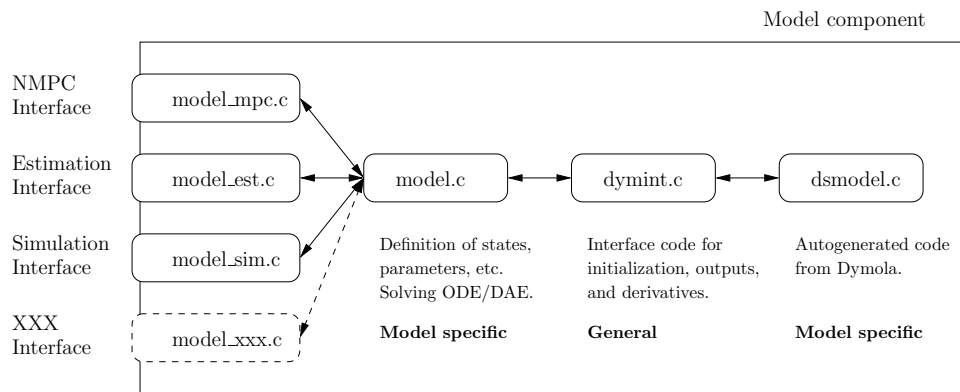 Model component
NMPC
Interface
model_mpc.c
Estimation
Interface
model_est.c
model.c
dymint.c
dsmodel.c
Simulation
Interface
model_sim.c
Definition of states,
parameters, etc.
Solving ODE/DAE.
Model specific
Interface code for
initialization, outputs,
and derivatives.
General
Autogenerated code
from Dymola.
Model specific
XXX
Interface
model_xxx.c